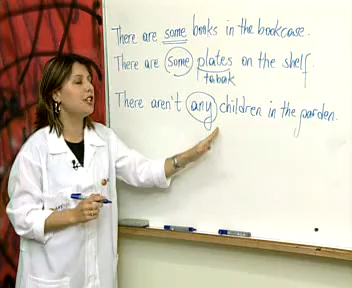 There are some books in the bookcase.
There are some plates on the shelf.
tabak
There aren't any children in the garden.